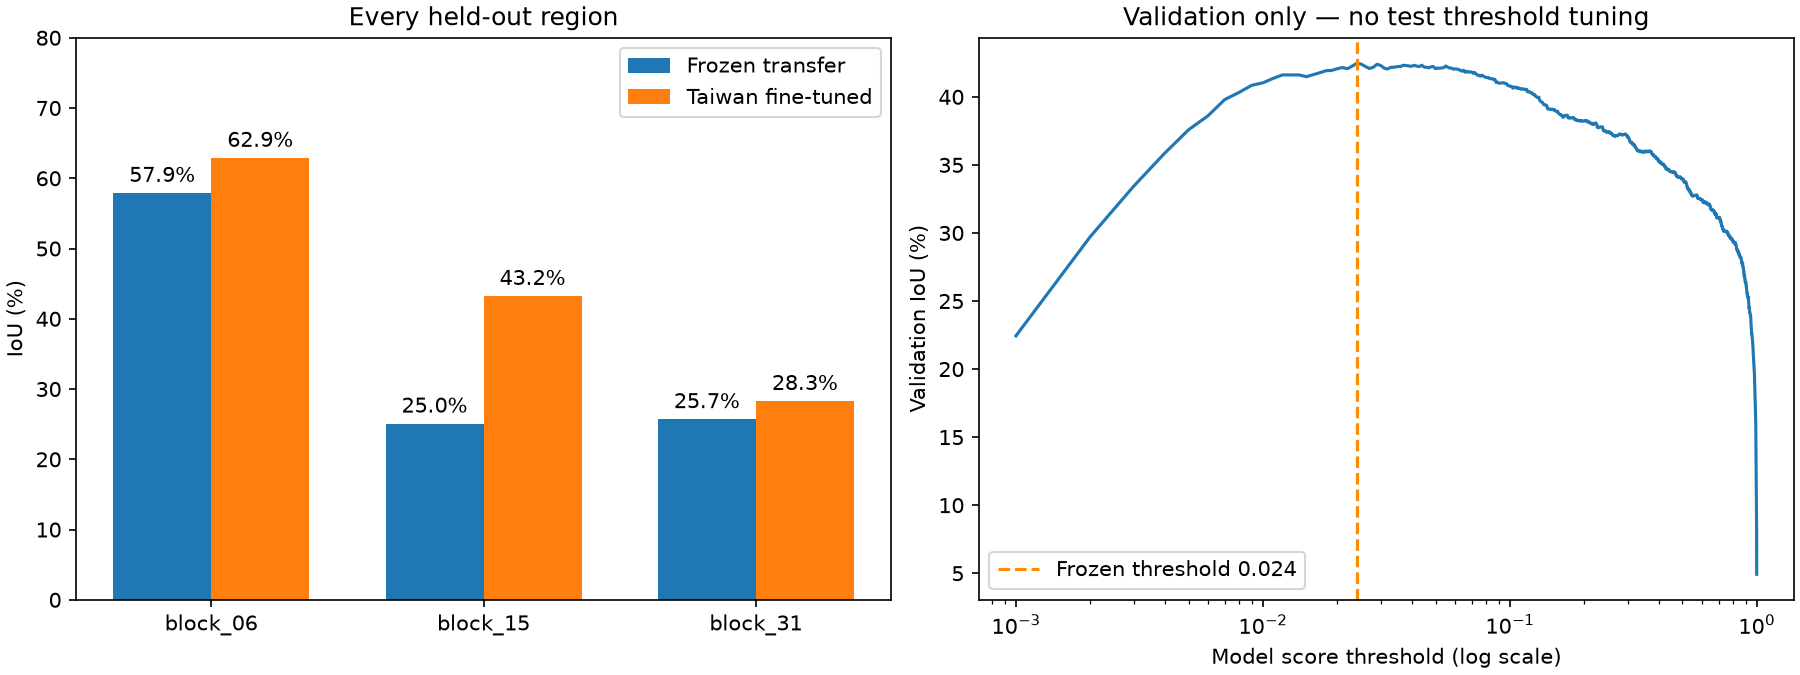 Every held-out region
IoU (%)
80
70
60
50
40
30
20
10
0
Frozen transfer
Taiwan fine-tuned
57.9%
62.9%
25.0%
43.2%
25.7%
28.3%
block_06
block_15
block_31
Validation only — no test threshold tuning
Validation IoU (%)
40
35
30
25
20
15
10
5
Frozen threshold 0.024
10⁻³
10⁻²
10⁻¹
10⁰
Model score threshold (log scale)